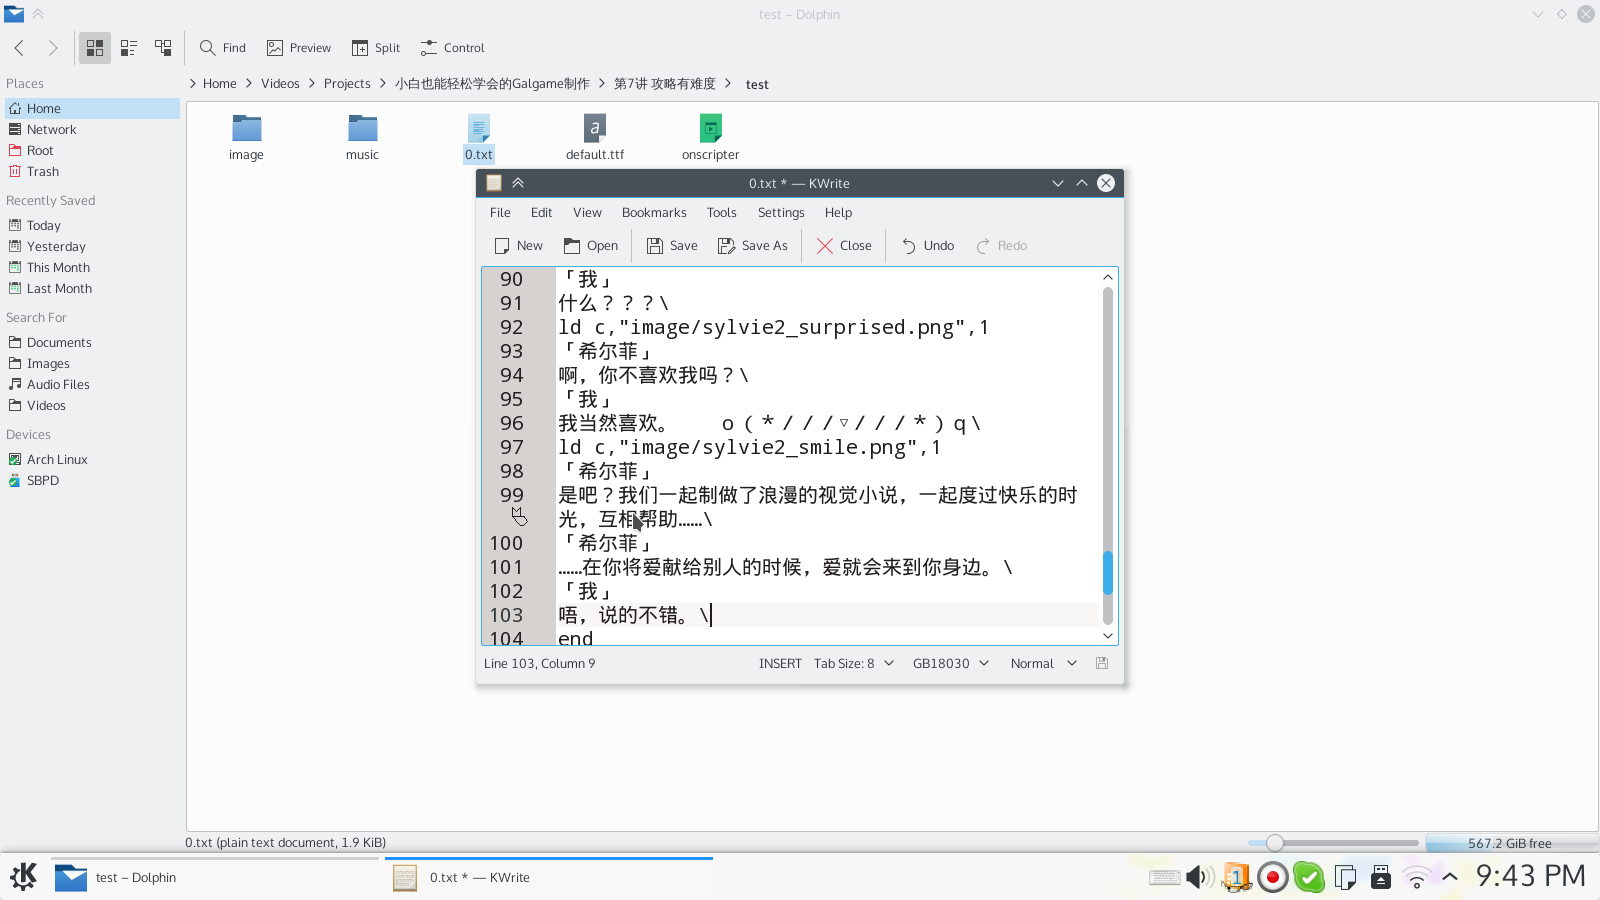 test – Dolphin
Find
Preview
Split
Control
Places
Home
Network
Root
Trash
Recently Saved
Today
Yesterday
This Month
Last Month
Search For
Documents
Images
Audio Files
Videos
Devices
Arch Linux
SBPD
Home
Videos
Projects
小白也能轻松学会的Galgame制作
第7讲 攻略有难度
test
image
music
0.txt
default.ttf
onscripter
0.txt * — KWrite
File Edit View Bookmarks Tools Settings Help
New Open Save Save As Close Undo Redo
90 「我」
91 什么？？？\
92 ld c,"image/sylvie2_surprised.png",1
93 「希尔菲」
94 啊，你不喜欢我吗？\
95 「我」
96 我当然喜欢。 o（*///▽///*）q\
97 ld c,"image/sylvie2_smile.png",1
98 「希尔菲」
99 是吧？我们一起制做了浪漫的视觉小说，一起度过快乐的时
光，互相帮助……\
100 「希尔菲」
101 ……在你将爱献给别人的时候，爱就会来到你身边。\
102 「我」
103 唔，说的不错。\
104 end
Line 103, Column 9
INSERT
Tab Size: 8
GB18030
Normal
0.txt (plain text document, 1.9 KiB)
567.2 GiB free
test – Dolphin
0.txt * — KWrite
1
9:43 PM